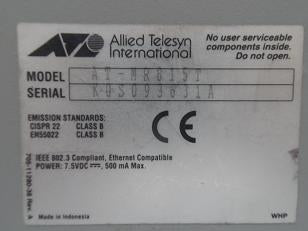 Allied Telesyn
International
No user serviceable
components inside.
Do not open.
MODEL AT-MR815T
SERIAL K0S093631A
EMISSION STANDARDS:
CISPR 22 CLASS B
EN55022 CLASS B
CE
IEEE 802.3 Compliant, Ethernet Compatible
POWER: 7.5VDC⎓, 500 mA Max.
Made in Indonesia
WHP